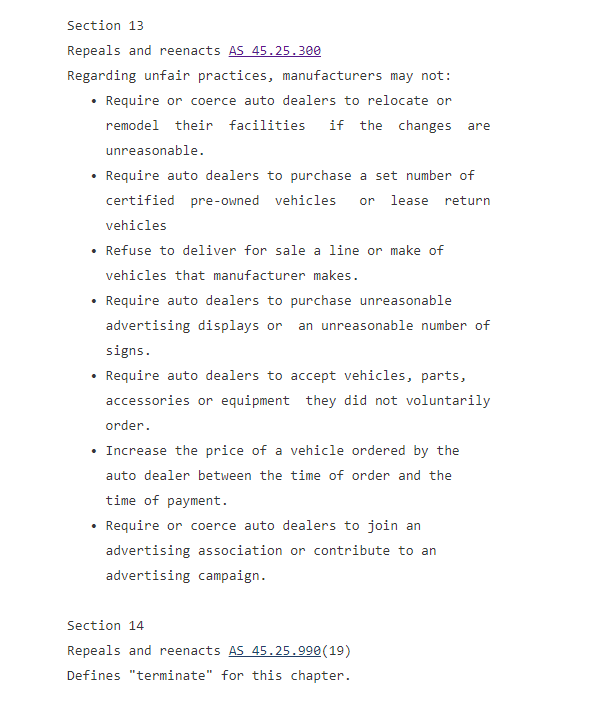 Section 13
Repeals and reenacts AS 45.25.300
Regarding unfair practices, manufacturers may not:
• Require or coerce auto dealers to relocate or
remodel their facilities if the changes are
unreasonable.
• Require auto dealers to purchase a set number of
certified pre-owned vehicles or lease return
vehicles
• Refuse to deliver for sale a line or make of
vehicles that manufacturer makes.
• Require auto dealers to purchase unreasonable
advertising displays or an unreasonable number of
signs.
• Require auto dealers to accept vehicles, parts,
accessories or equipment they did not voluntarily
order.
• Increase the price of a vehicle ordered by the
auto dealer between the time of order and the
time of payment.
• Require or coerce auto dealers to join an
advertising association or contribute to an
advertising campaign.
Section 14
Repeals and reenacts AS 45.25.990(19)
Defines "terminate" for this chapter.